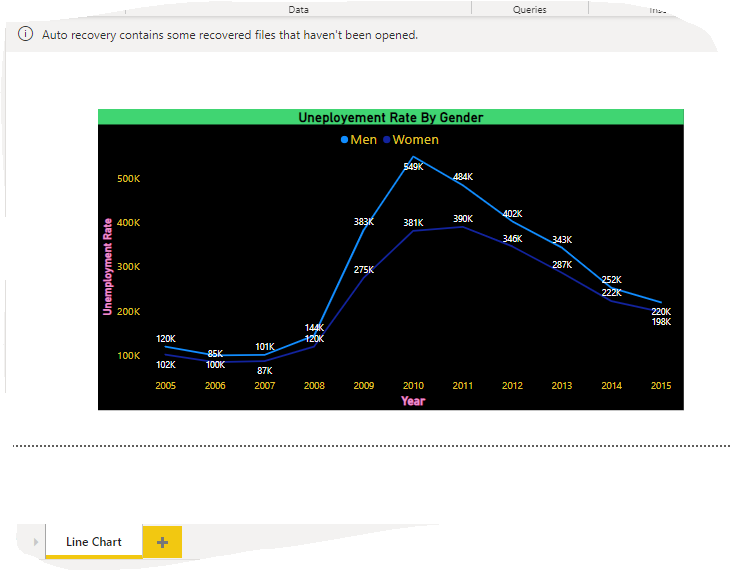 Data Queries
Auto recovery contains some recovered files that haven't been opened.
Uneployement Rate By Gender
Men Women
Unemployment Rate
500K
400K
300K
200K
100K
549K
484K
383K
402K
381K
390K
346K
343K
275K
287K
252K
222K
144K
220K
120K
198K
120K
85K
101K
102K
100K
87K
2005 2006 2007 2008 2009 2010 2011 2012 2013 2014 2015
Year
Line Chart